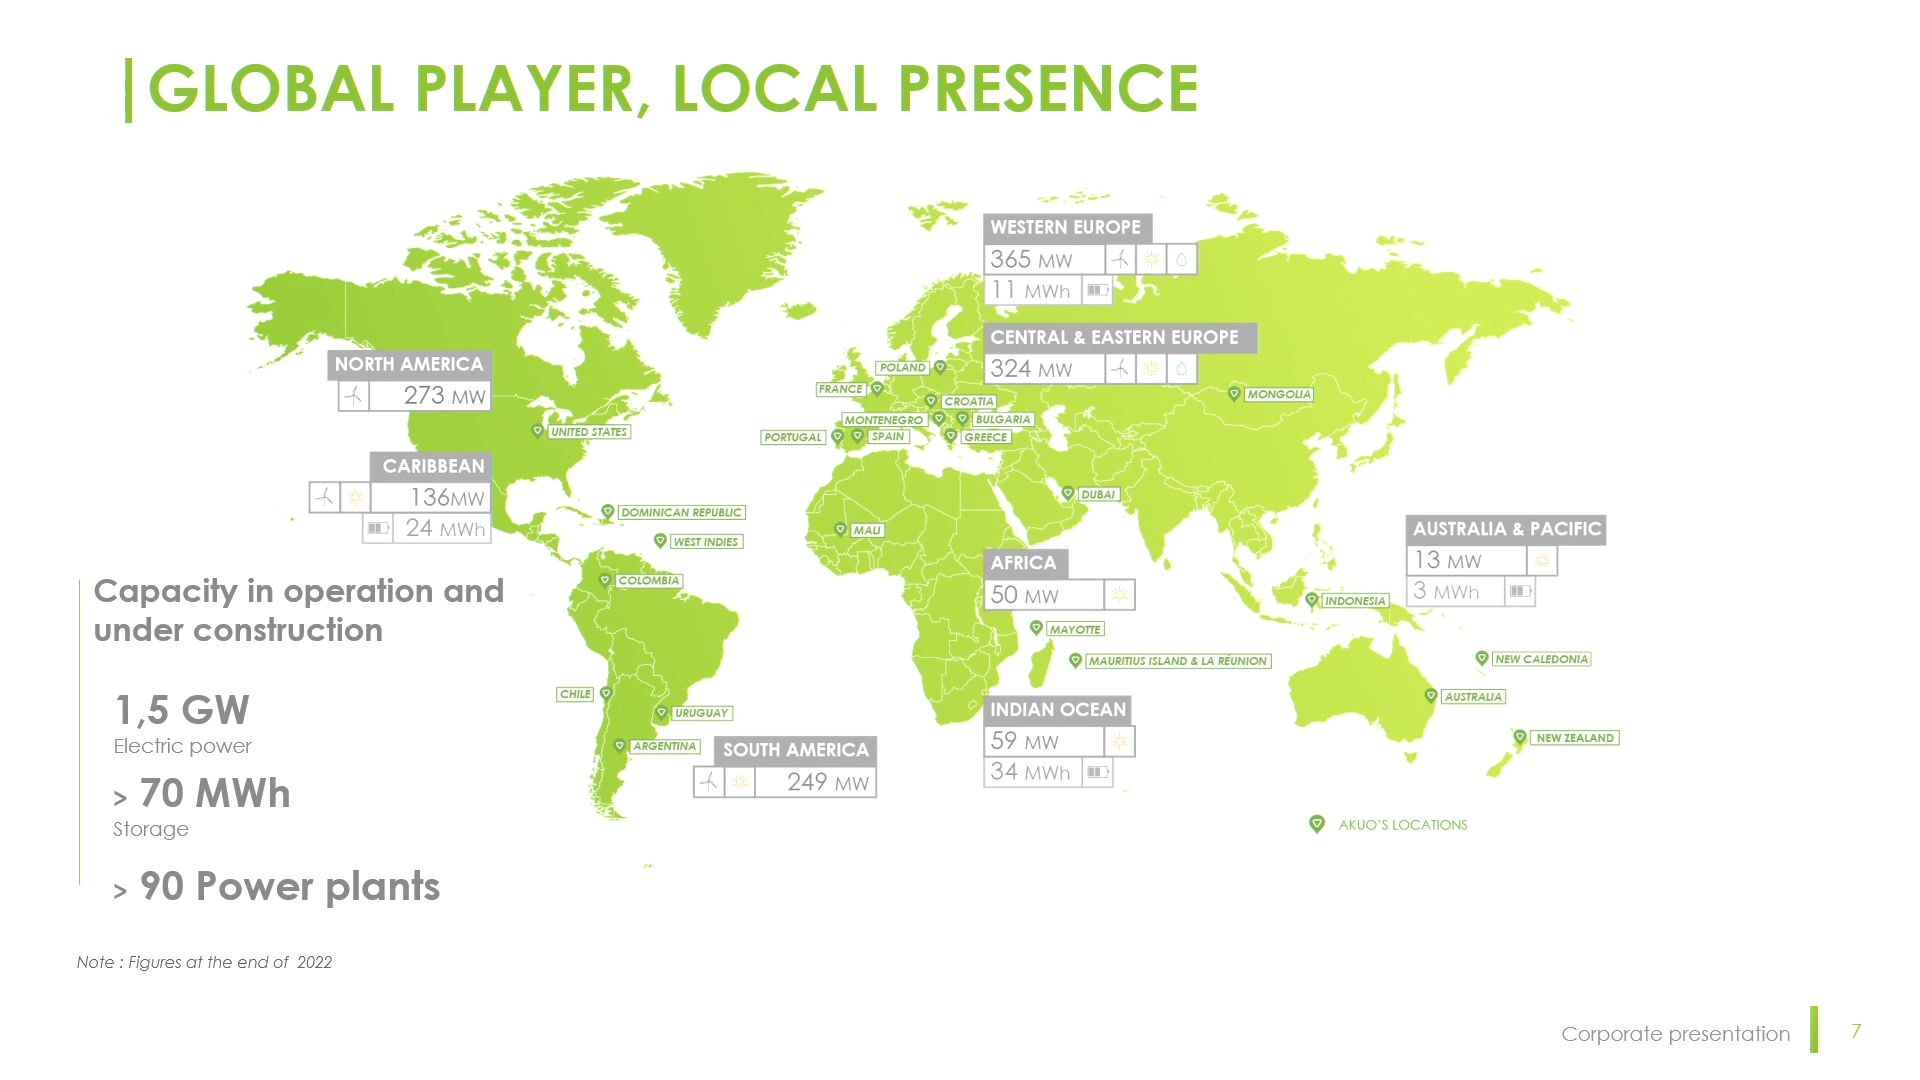 GLOBAL PLAYER, LOCAL PRESENCE
WESTERN EUROPE
365 MW
11 MWh
CENTRAL & EASTERN EUROPE
324 MW
NORTH AMERICA
273 MW
UNITED STATES
CARIBBEAN
136MW
24 MWh
POLAND
FRANCE
CROATIA
MONTENEGRO
BULGARIA
PORTUGAL
SPAIN
GREECE
MONGOLIA
DUBAI
DOMINICAN REPUBLIC
WEST INDIES
MALI
COLOMBIA
AFRICA
50 MW
AUSTRALIA & PACIFIC
13 MW
3 MWh
INDONESIA
MAYOTTE
MAURITIUS ISLAND & LA RÉUNION
NEW CALEDONIA
AUSTRALIA
NEW ZEALAND
CHILE
URUGUAY
ARGENTINA
SOUTH AMERICA
249 MW
INDIAN OCEAN
59 MW
34 MWh
AKUO'S LOCATIONS
Capacity in operation and
under construction
1,5 GW
Electric power
> 70 MWh
Storage
> 90 Power plants
Note : Figures at the end of 2022
Corporate presentation
7